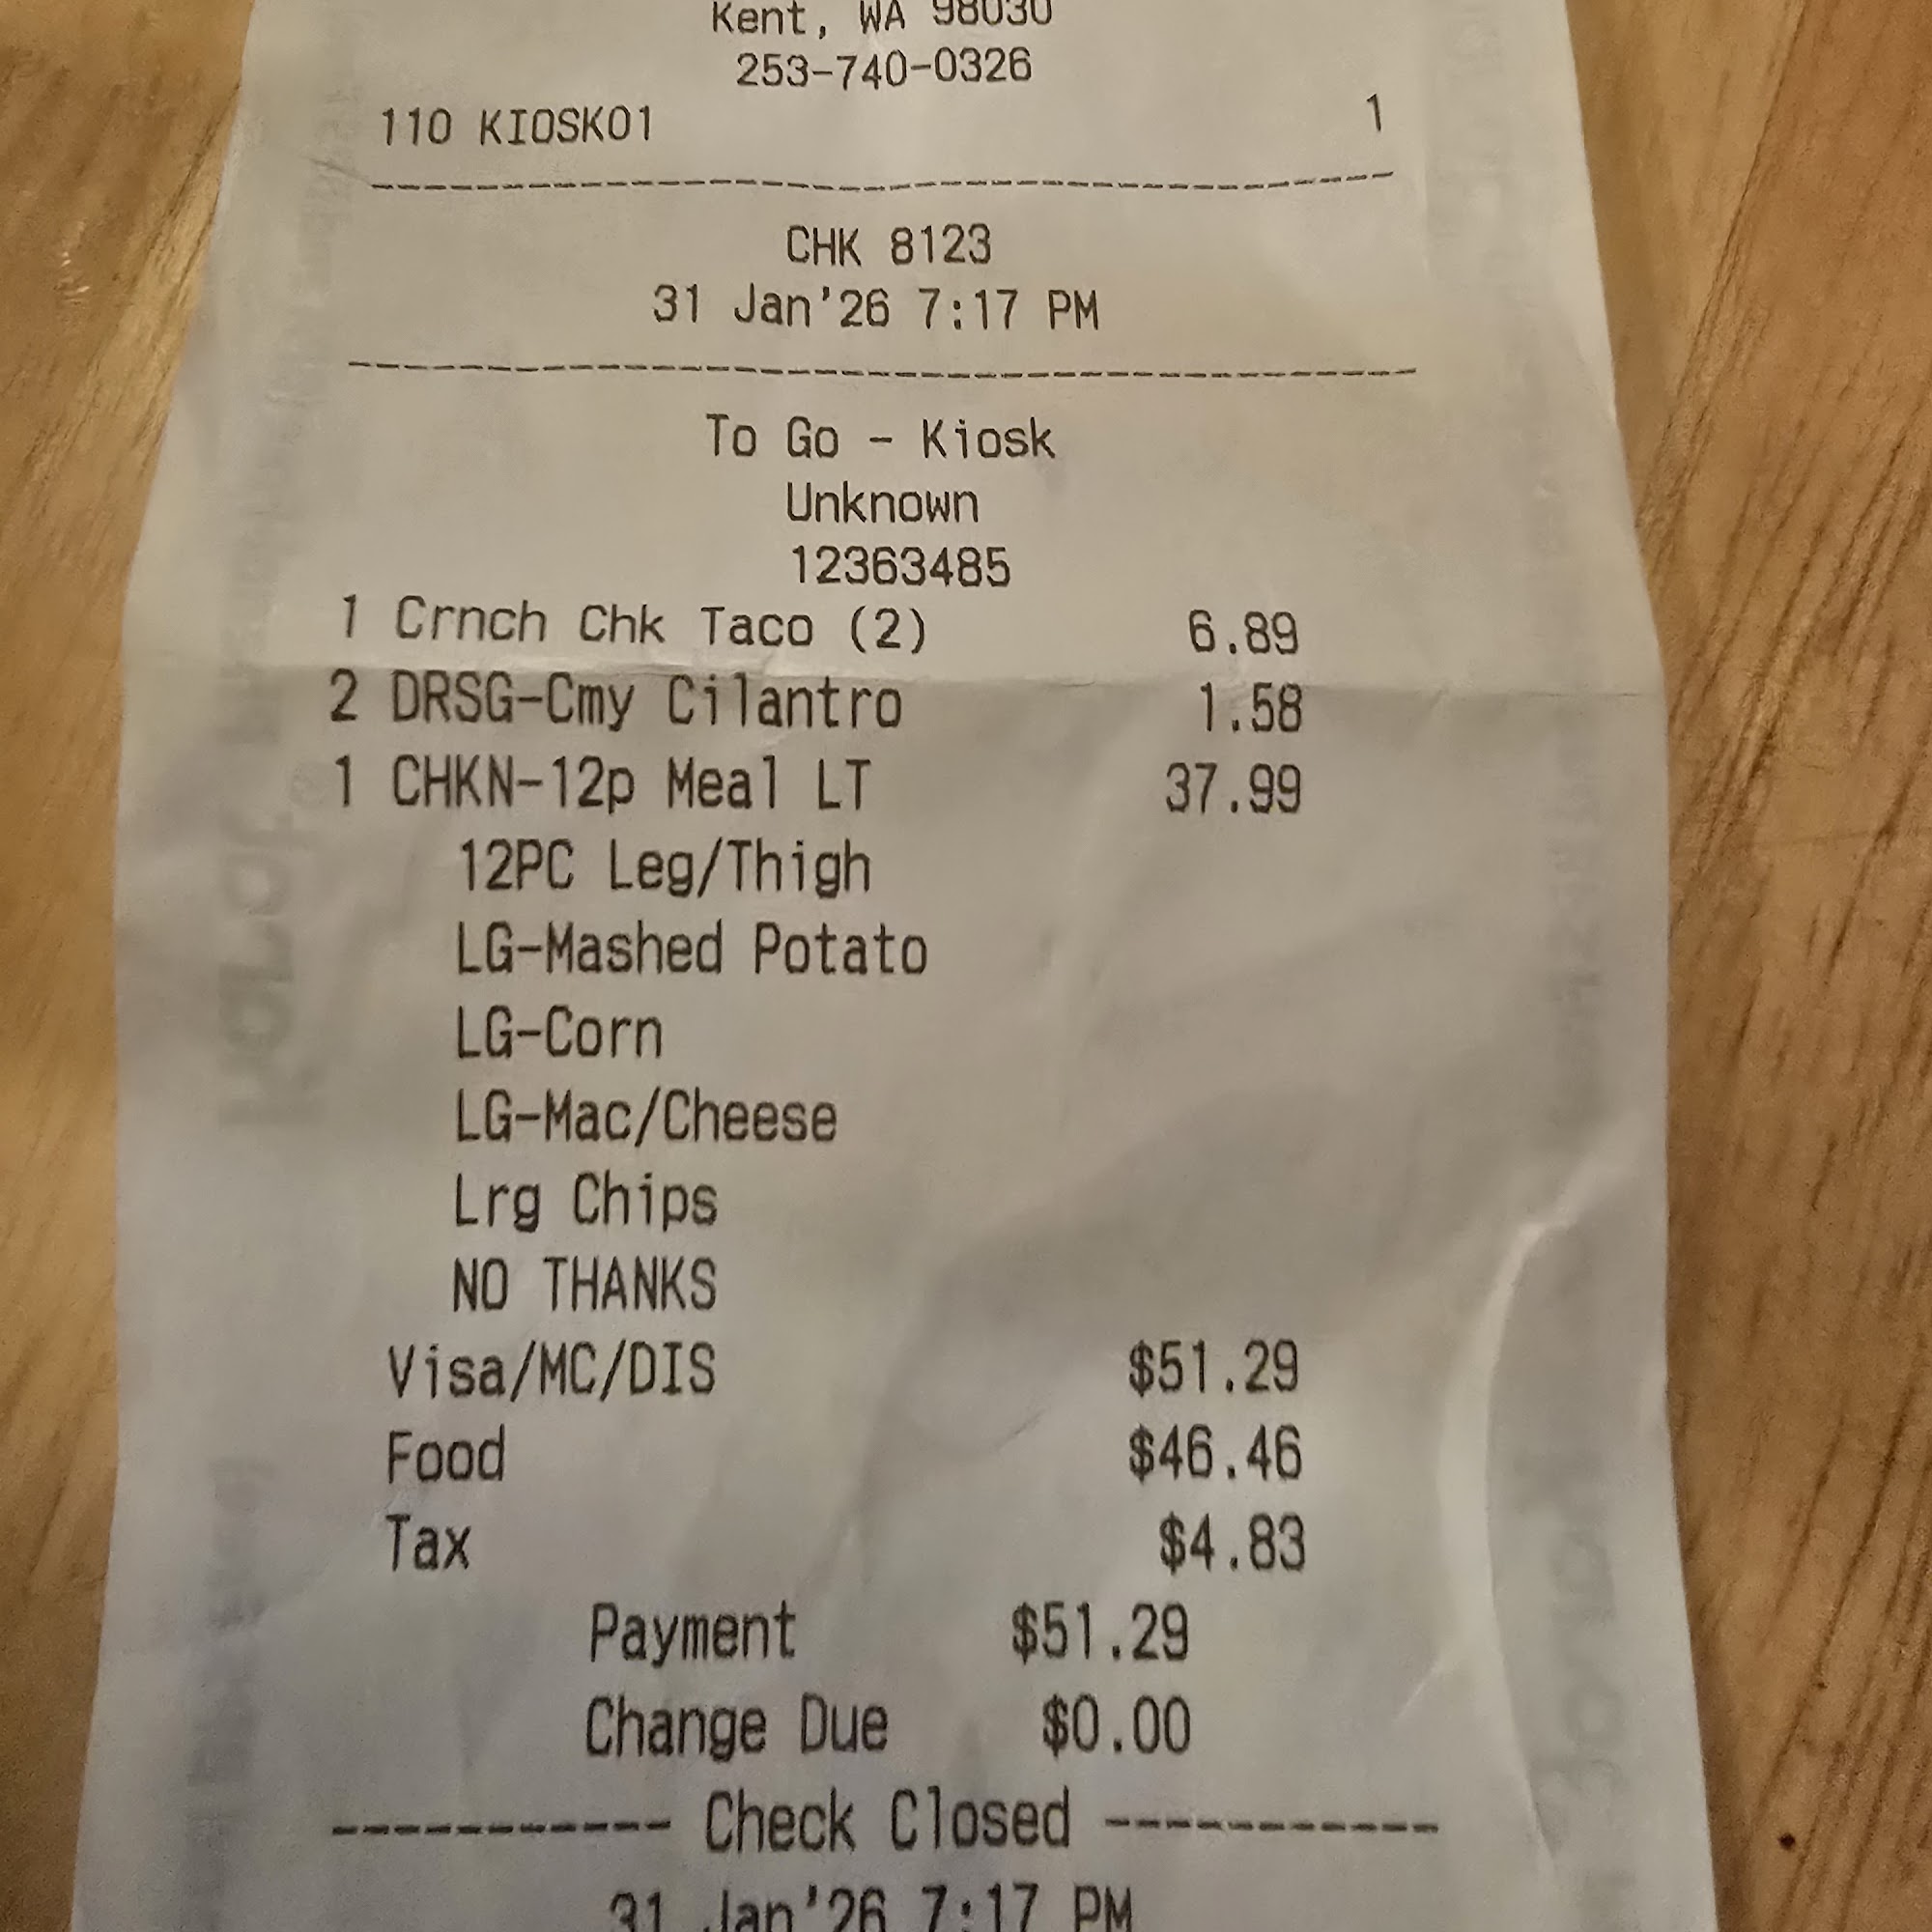 Kent, WA 98030
253-740-0326
110 KIOSK01 1
CHK 8123
31 Jan'26 7:17 PM
To Go - Kiosk
Unknown
12363485
1 Crnch Chk Taco (2) 6.89
2 DRSG-Cmy Cilantro 1.58
1 CHKN-12p Meal LT 37.99
12PC Leg/Thigh
LG-Mashed Potato
LG-Corn
LG-Mac/Cheese
Lrg Chips
NO THANKS
Visa/MC/DIS $51.29
Food $46.46
Tax $4.83
Payment $51.29
Change Due $0.00
----------- Check Closed -----------
31 Jan'26 7:17 PM